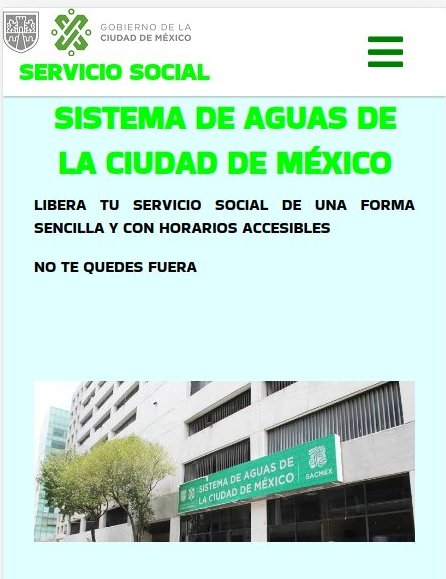 GOBIERNO DE LA
CIUDAD DE MÉXICO
SERVICIO SOCIAL
SISTEMA DE AGUAS DE
LA CIUDAD DE MÉXICO
LIBERA TU SERVICIO SOCIAL DE UNA FORMA
SENCILLA Y CON HORARIOS ACCESIBLES
NO TE QUEDES FUERA
SISTEMA DE AGUAS DE
LA CIUDAD DE MÉXICO
SACMEX